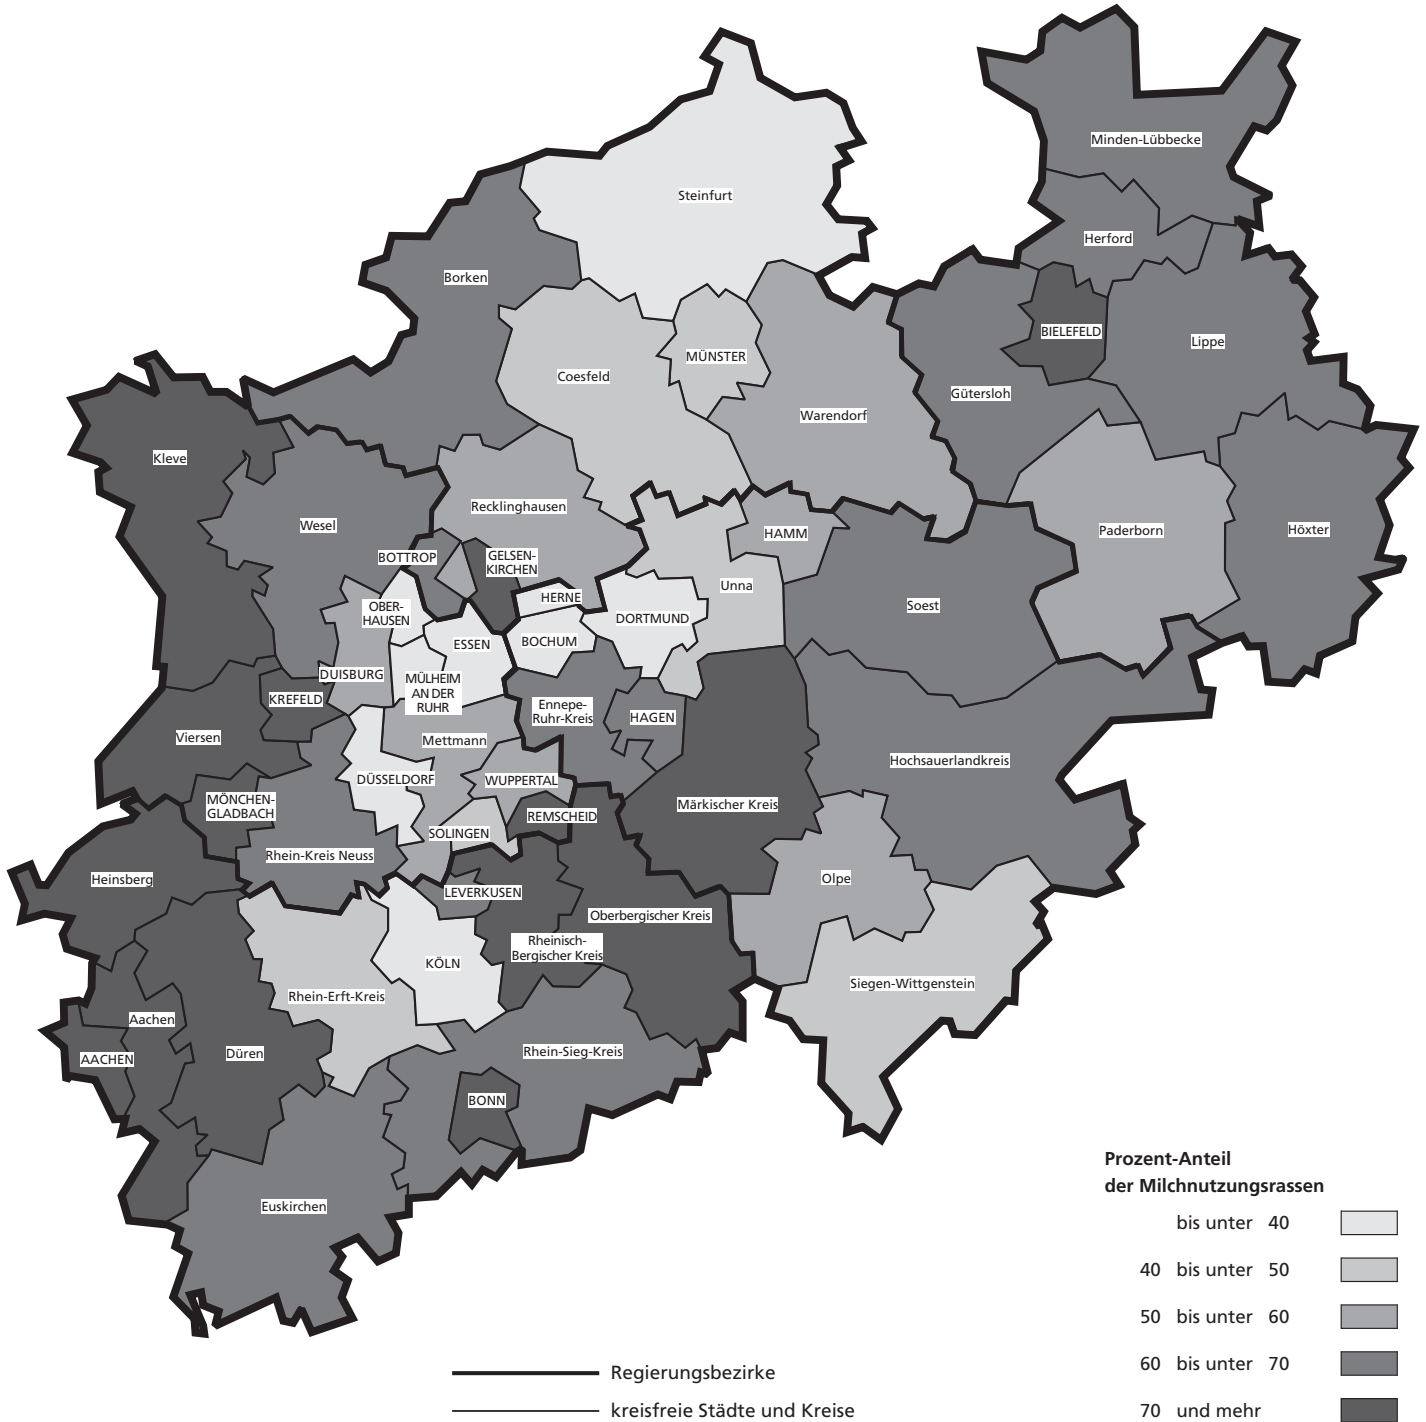 Minden-Lübbecke
Steinfurt
Herford
Borken
BIELEFELD
Lippe
MÜNSTER
Coesfeld
Gütersloh
Warendorf
Kleve
Recklinghausen
Wesel
HAMM
Paderborn
Höxter
BOTTROP
GELSEN-
KIRCHEN
Unna
HERNE
Soest
OBER-
HAUSEN
DORTMUND
ESSEN
BOCHUM
DUISBURG
MÜLHEIM
AN DER
RUHR
KREFELD
Ennepe-
Ruhr-Kreis
HAGEN
Viersen
Mettmann
Hochsauerlandkreis
DÜSSELDORF
WUPPERTAL
MÖNCHEN-
GLADBACH
Märkischer Kreis
REMSCHEID
SOLINGEN
Rhein-Kreis Neuss
Heinsberg
Olpe
LEVERKUSEN
Oberbergischer Kreis
Rheinisch-
Bergischer Kreis
KÖLN
Siegen-Wittgenstein
Rhein-Erft-Kreis
Aachen
Rhein-Sieg-Kreis
Düren
AACHEN
BONN
Euskirchen
Prozent-Anteil
der Milchnutzungsrassen
bis unter 40
40 bis unter 50
50 bis unter 60
60 bis unter 70
70 und mehr
Regierungsbezirke
kreisfreie Städte und Kreise